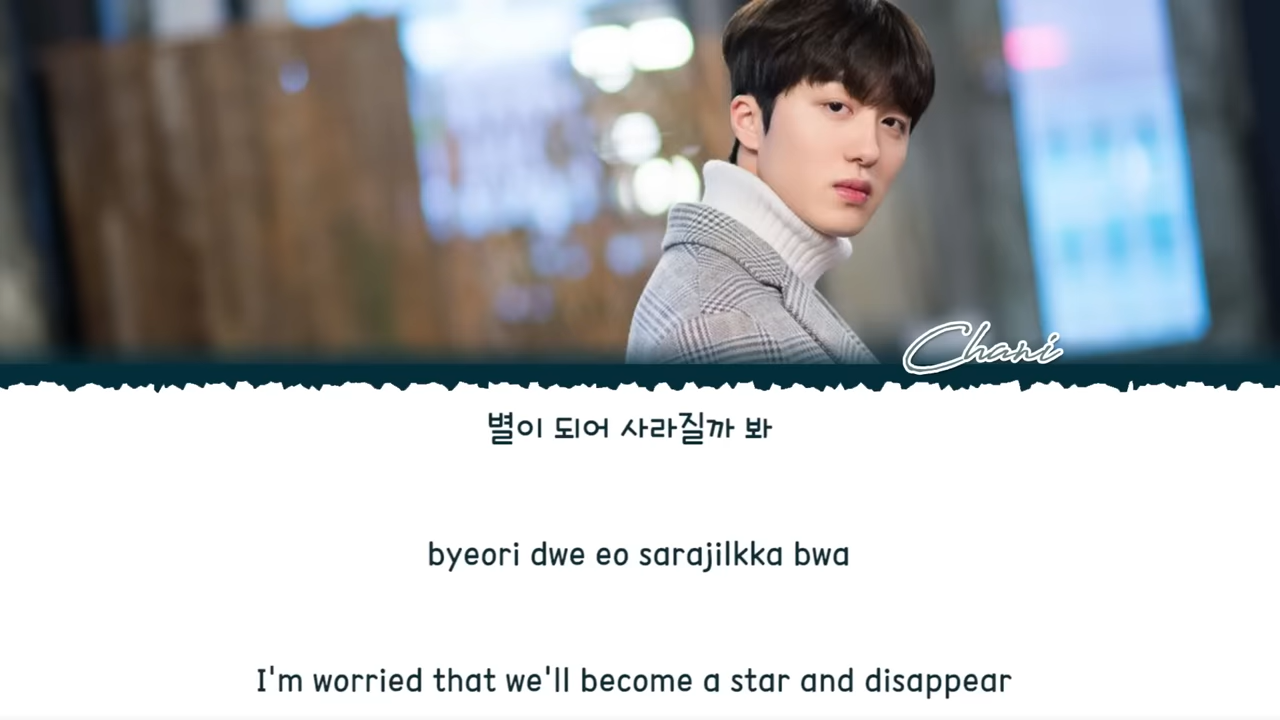 Chani
별이 되어 사라질까 봐
byeori dwe eo sarajilkka bwa
I'm worried that we'll become a star and disappear